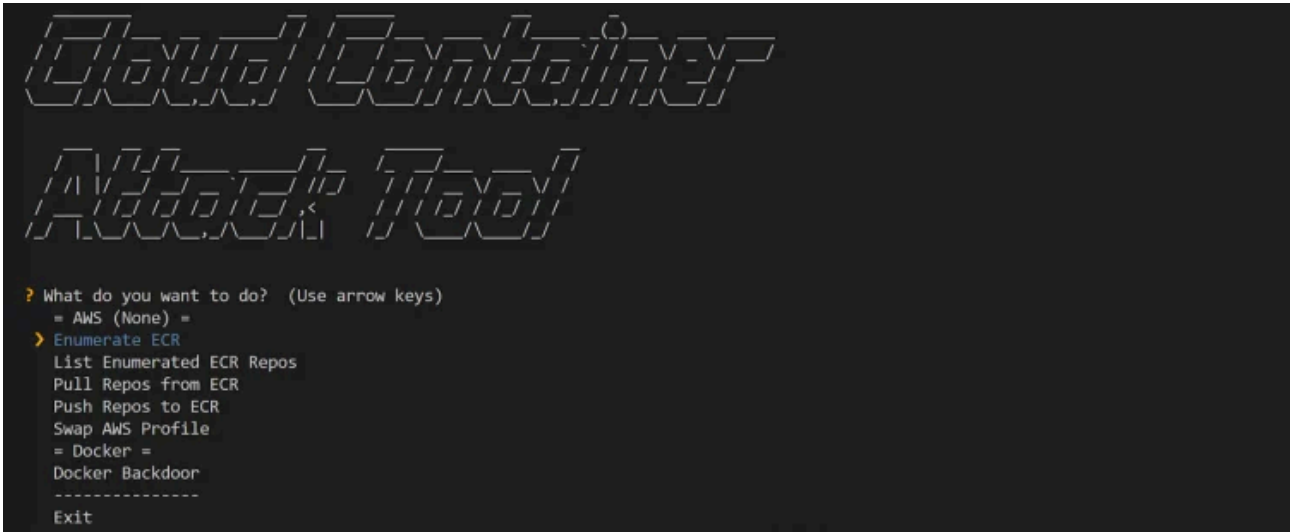 Cloud Container
Attack Tool
? What do you want to do?  (Use arrow keys)
= AWS (None) =
❯ Enumerate ECR
List Enumerated ECR Repos
Pull Repos from ECR
Push Repos to ECR
Swap AWS Profile
= Docker =
Docker Backdoor
---------------
Exit